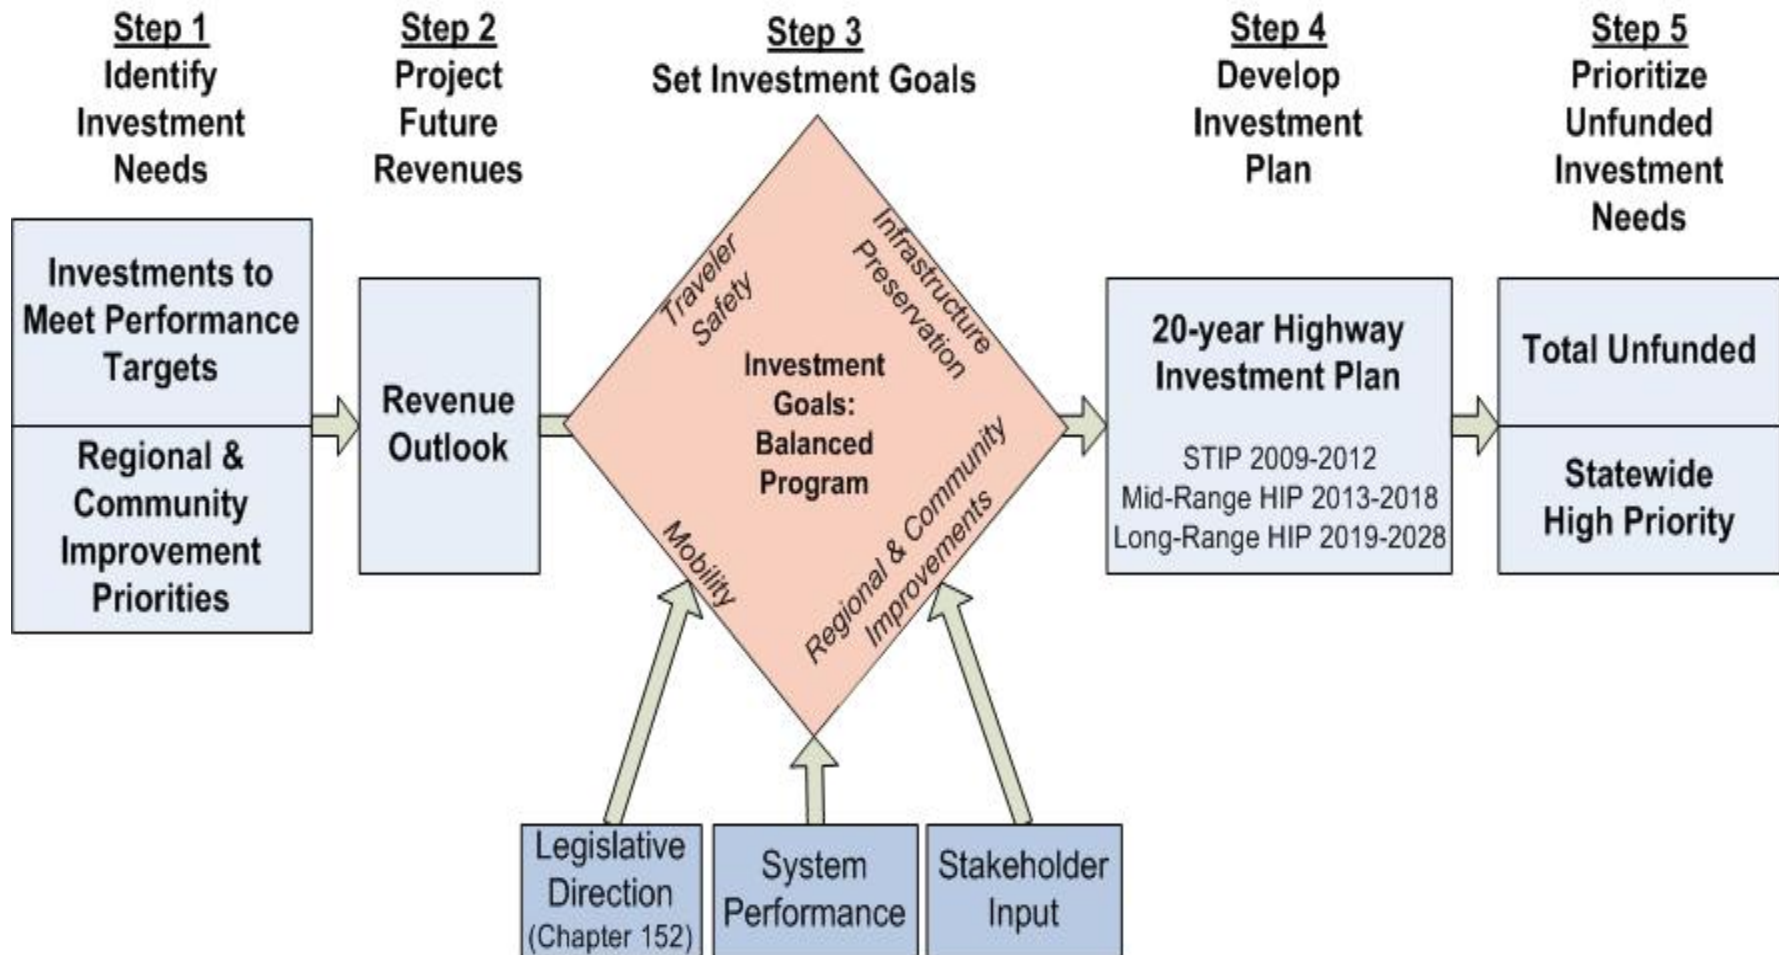 Step 1
Identify
Investment
Needs
Step 2
Project
Future
Revenues
Step 3
Set Investment Goals
Step 4
Develop
Investment
Plan
Step 5
Prioritize
Unfunded
Investment
Needs
Investments to
Meet Performance
Targets
Regional &
Community
Improvement
Priorities
Revenue
Outlook
Traveler
Safety
Infrastructure
Preservation
Investment
Goals:
Balanced
Program
Mobility
Regional & Community
Improvements
20-year Highway
Investment Plan
STIP 2009-2012
Mid-Range HIP 2013-2018
Long-Range HIP 2019-2028
Total Unfunded
Statewide
High Priority
Legislative
Direction
(Chapter 152)
System
Performance
Stakeholder
Input